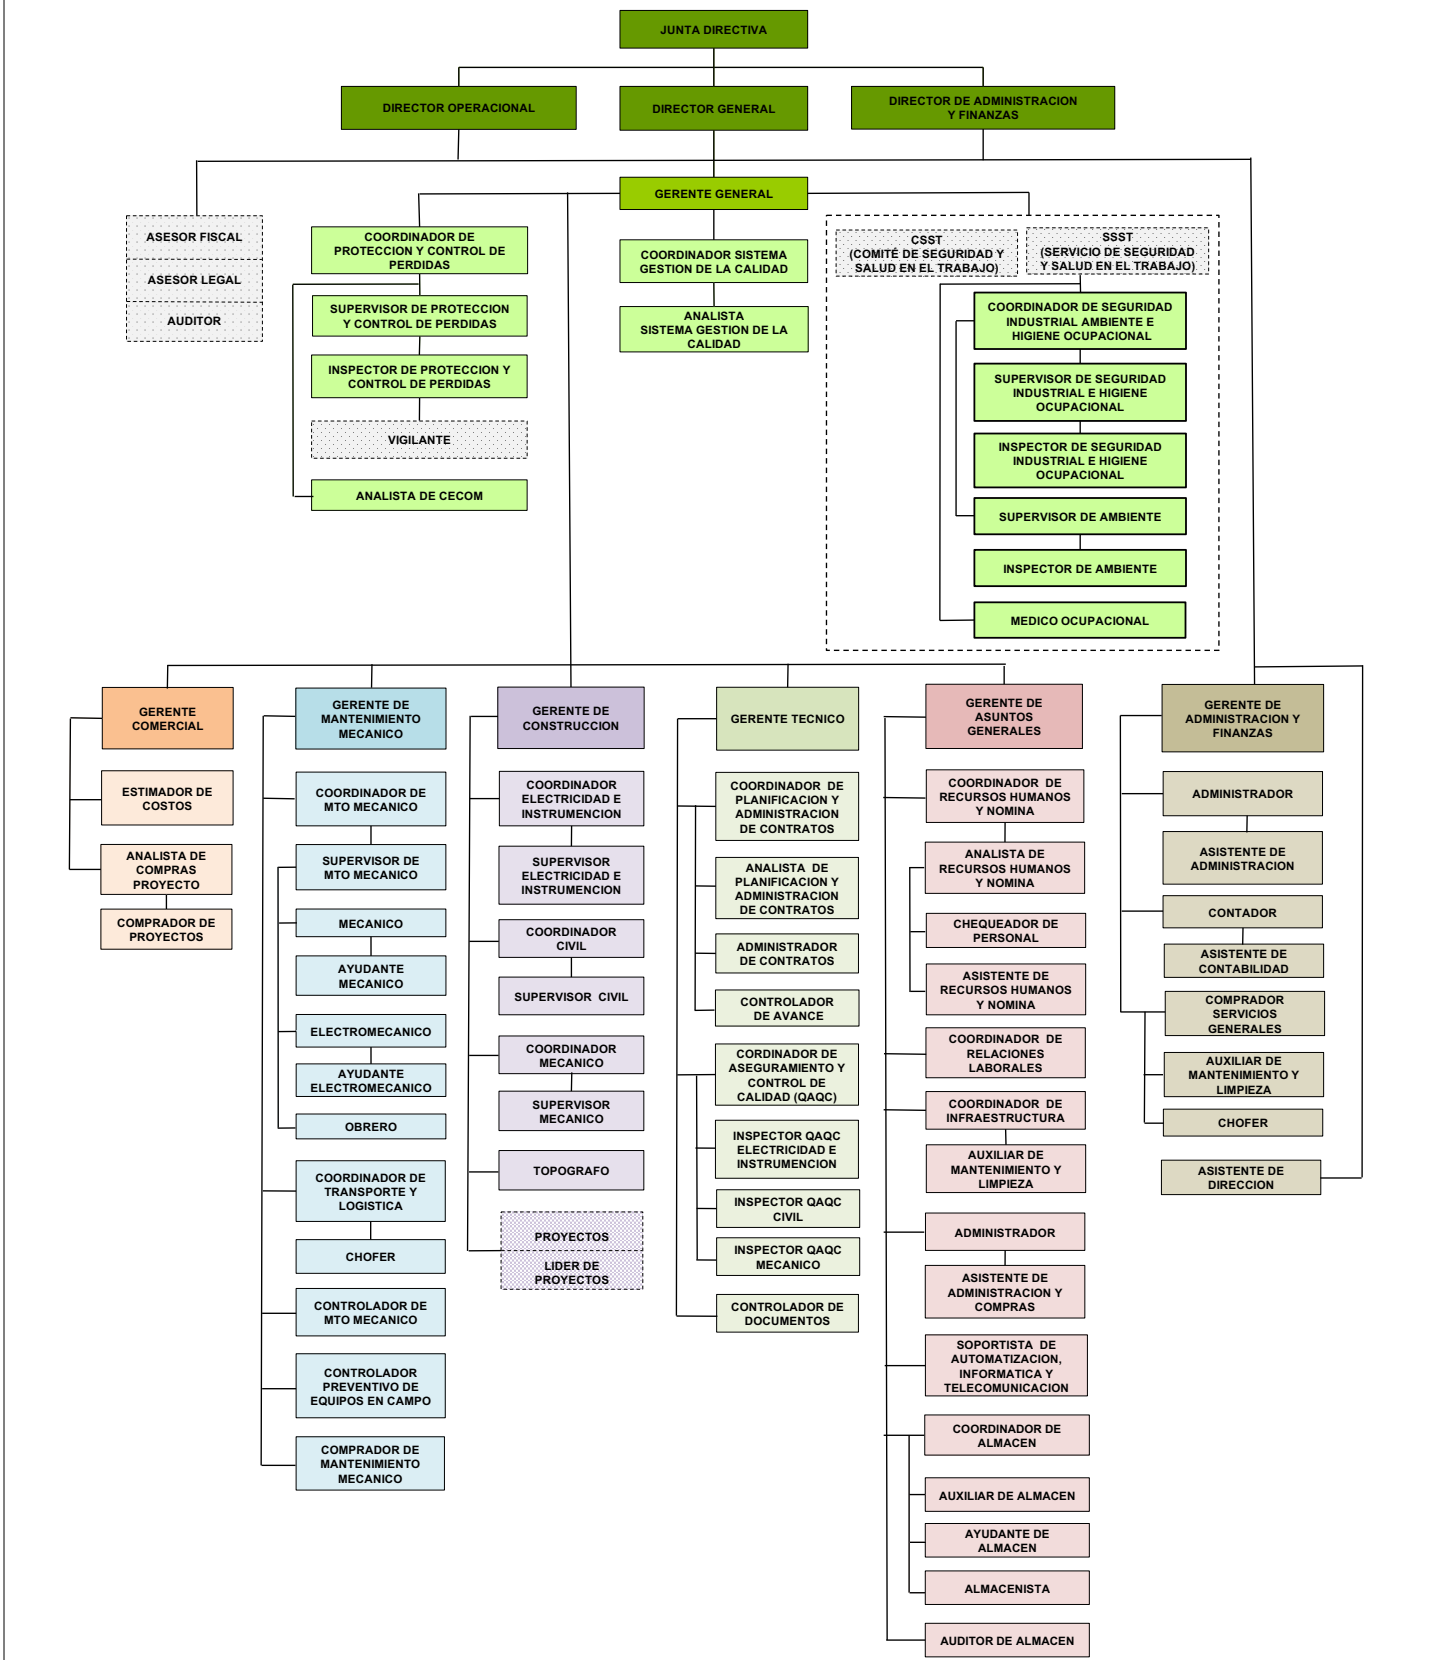 JUNTA DIRECTIVA
DIRECTOR OPERACIONAL
DIRECTOR GENERAL
DIRECTOR DE ADMINISTRACION
Y FINANZAS
GERENTE GENERAL
ASESOR FISCAL
ASESOR LEGAL
AUDITOR
COORDINADOR DE
PROTECCION Y CONTROL DE
PERDIDAS
SUPERVISOR DE PROTECCION
Y CONTROL DE PERDIDAS
INSPECTOR DE PROTECCION Y
CONTROL DE PERDIDAS
VIGILANTE
ANALISTA DE CECOM
COORDINADOR SISTEMA
GESTION DE LA CALIDAD
ANALISTA
SISTEMA GESTION DE LA
CALIDAD
CSST
(COMITÉ DE SEGURIDAD Y
SALUD EN EL TRABAJO)
SSST
(SERVICIO DE SEGURIDAD
Y SALUD EN EL TRABAJO)
COORDINADOR DE SEGURIDAD
INDUSTRIAL AMBIENTE E
HIGIENE OCUPACIONAL
SUPERVISOR DE SEGURIDAD
INDUSTRIAL E HIGIENE
OCUPACIONAL
INSPECTOR DE SEGURIDAD
INDUSTRIAL E HIGIENE
OCUPACIONAL
SUPERVISOR DE AMBIENTE
INSPECTOR DE AMBIENTE
MEDICO OCUPACIONAL
GERENTE
COMERCIAL
ESTIMADOR DE
COSTOS
ANALISTA DE
COMPRAS
PROYECTO
COMPRADOR DE
PROYECTOS
GERENTE DE
MANTENIMIENTO
MECANICO
COORDINADOR DE
MTO MECANICO
SUPERVISOR DE
MTO MECANICO
MECANICO
AYUDANTE
MECANICO
ELECTROMECANICO
AYUDANTE
ELECTROMECANICO
OBRERO
COORDINADOR DE
TRANSPORTE Y
LOGISTICA
CHOFER
CONTROLADOR DE
MTO MECANICO
CONTROLADOR
PREVENTIVO DE
EQUIPOS EN CAMPO
COMPRADOR DE
MANTENIMIENTO
MECANICO
GERENTE DE
CONSTRUCCION
COORDINADOR
ELECTRICIDAD E
INSTRUMENCION
SUPERVISOR
ELECTRICIDAD E
INSTRUMENCION
COORDINADOR
CIVIL
SUPERVISOR CIVIL
COORDINADOR
MECANICO
SUPERVISOR
MECANICO
TOPOGRAFO
PROYECTOS
LIDER DE
PROYECTOS
GERENTE TECNICO
COORDINADOR DE
PLANIFICACION Y
ADMINISTRACION
DE CONTRATOS
ANALISTA DE
PLANIFICACION Y
ADMINISTRACION
DE CONTRATOS
ADMINISTRADOR
DE CONTRATOS
CONTROLADOR
DE AVANCE
CORDINADOR DE
ASEGURAMIENTO Y
CONTROL DE
CALIDAD (QAQC)
INSPECTOR QAQC
ELECTRICIDAD E
INSTRUMENCION
INSPECTOR QAQC
CIVIL
INSPECTOR QAQC
MECANICO
CONTROLADOR DE
DOCUMENTOS
GERENTE DE
ASUNTOS
GENERALES
COORDINADOR DE
RECURSOS HUMANOS
Y NOMINA
ANALISTA DE
RECURSOS HUMANOS
Y NOMINA
CHEQUEADOR DE
PERSONAL
ASISTENTE DE
RECURSOS HUMANOS
Y NOMINA
COORDINADOR DE
RELACIONES
LABORALES
COORDINADOR DE
INFRAESTRUCTURA
AUXILIAR DE
MANTENIMIENTO Y
LIMPIEZA
ADMINISTRADOR
ASISTENTE DE
ADMINISTRACION Y
COMPRAS
SOPORTISTA DE
AUTOMATIZACION,
INFORMATICA Y
TELECOMUNICACION
COORDINADOR DE
ALMACEN
AUXILIAR DE ALMACEN
AYUDANTE DE
ALMACEN
ALMACENISTA
AUDITOR DE ALMACEN
GERENTE DE
ADMINISTRACION Y
FINANZAS
ADMINISTRADOR
ASISTENTE DE
ADMINISTRACION
CONTADOR
ASISTENTE DE
CONTABILIDAD
COMPRADOR
SERVICIOS
GENERALES
AUXILIAR DE
MANTENIMIENTO Y
LIMPIEZA
CHOFER
ASISTENTE DE
DIRECCION